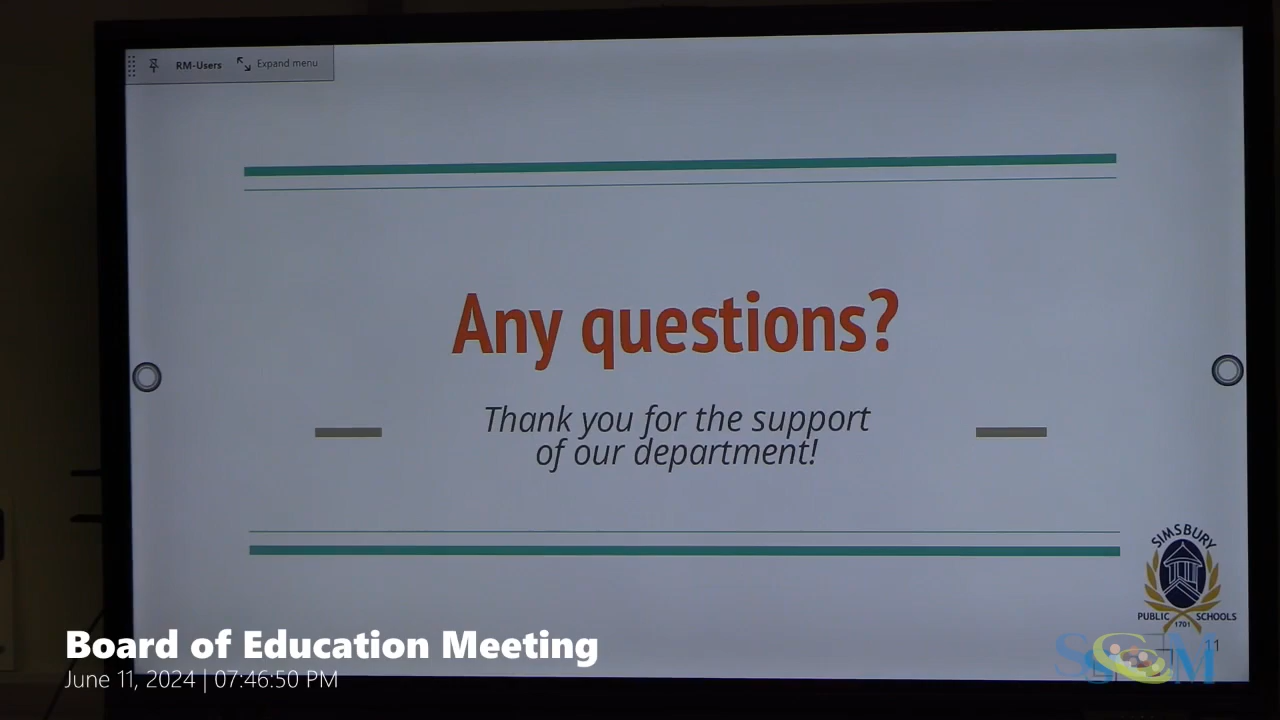 RM-Users Expand menu
Any questions?
Thank you for the support
of our department!
SIMSBURY
PUBLIC SCHOOLS
1701
11
Board of Education Meeting
June 11, 2024 | 07:46:50 PM